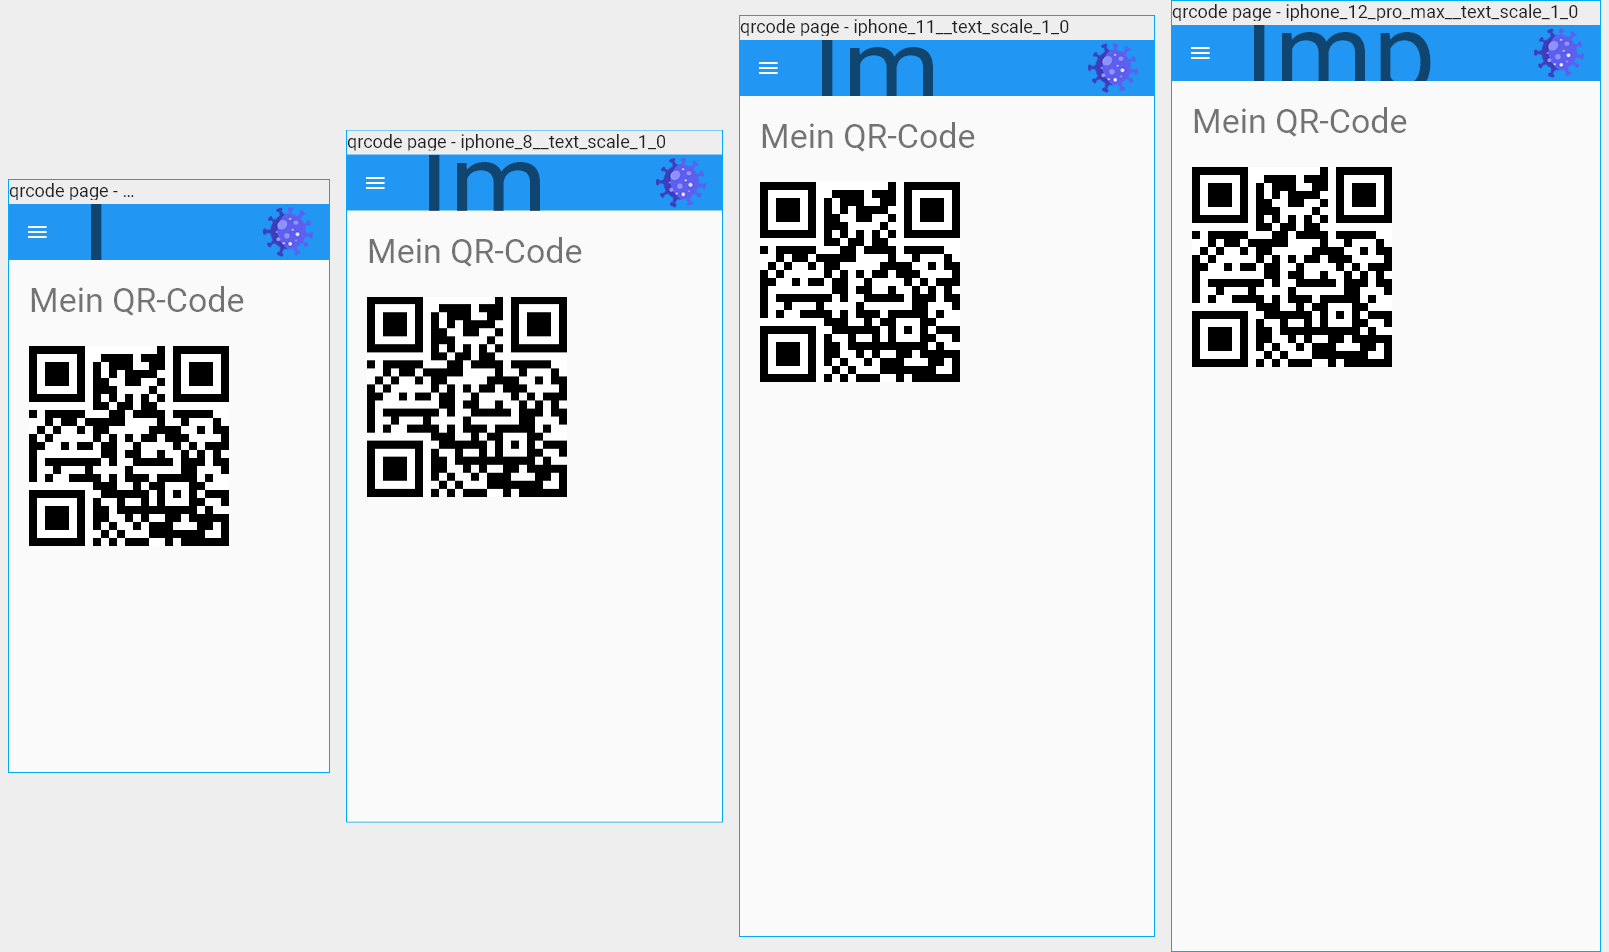 qrcode page - ...
I
Mein QR-Code
qrcode page - iphone_8__text_scale_1_0
Im
Mein QR-Code
qrcode page - iphone_11__text_scale_1_0
Im
Mein QR-Code
qrcode page - iphone_12_pro_max__text_scale_1_0
Imp
Mein QR-Code